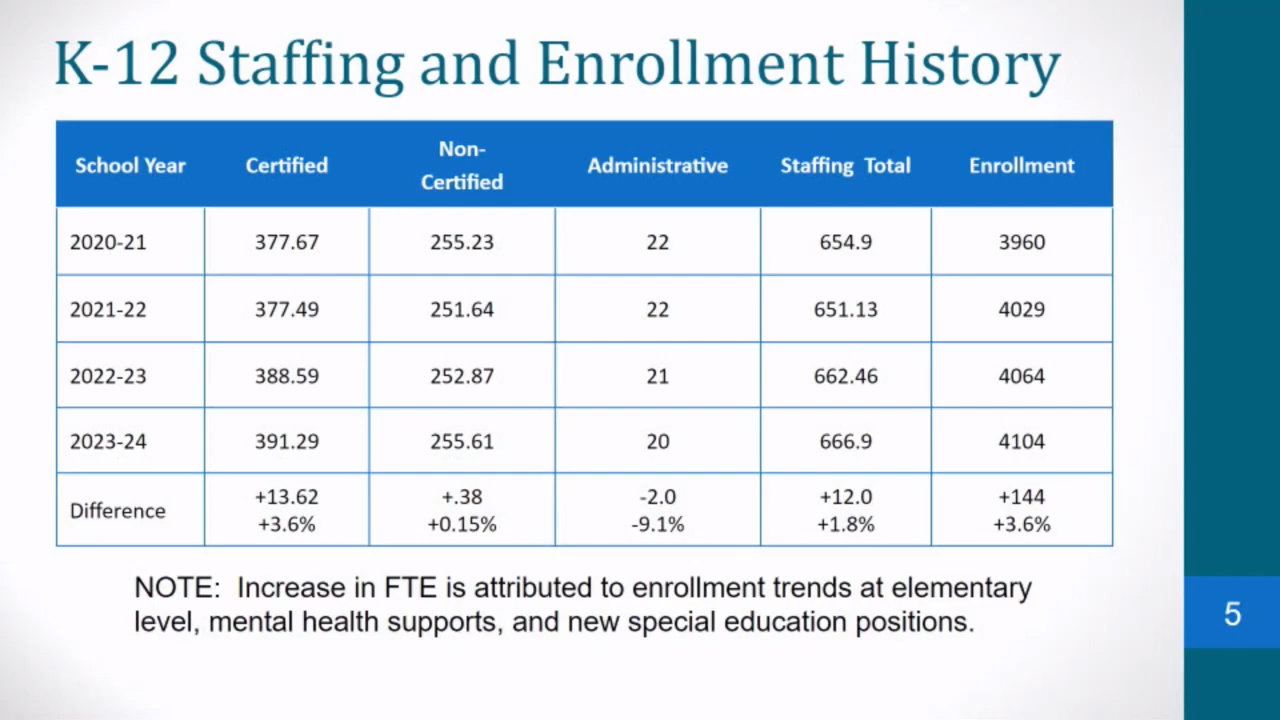 K-12 Staffing and Enrollment History
School Year Certified Non-Certified Administrative Staffing Total Enrollment
2020-21 377.67 255.23 22 654.9 3960
2021-22 377.49 251.64 22 651.13 4029
2022-23 388.59 252.87 21 662.46 4064
2023-24 391.29 255.61 20 666.9 4104
Difference +13.62 +.38 -2.0 +12.0 +144
+3.6% +0.15% -9.1% +1.8% +3.6%
NOTE: Increase in FTE is attributed to enrollment trends at elementary
level, mental health supports, and new special education positions.
5